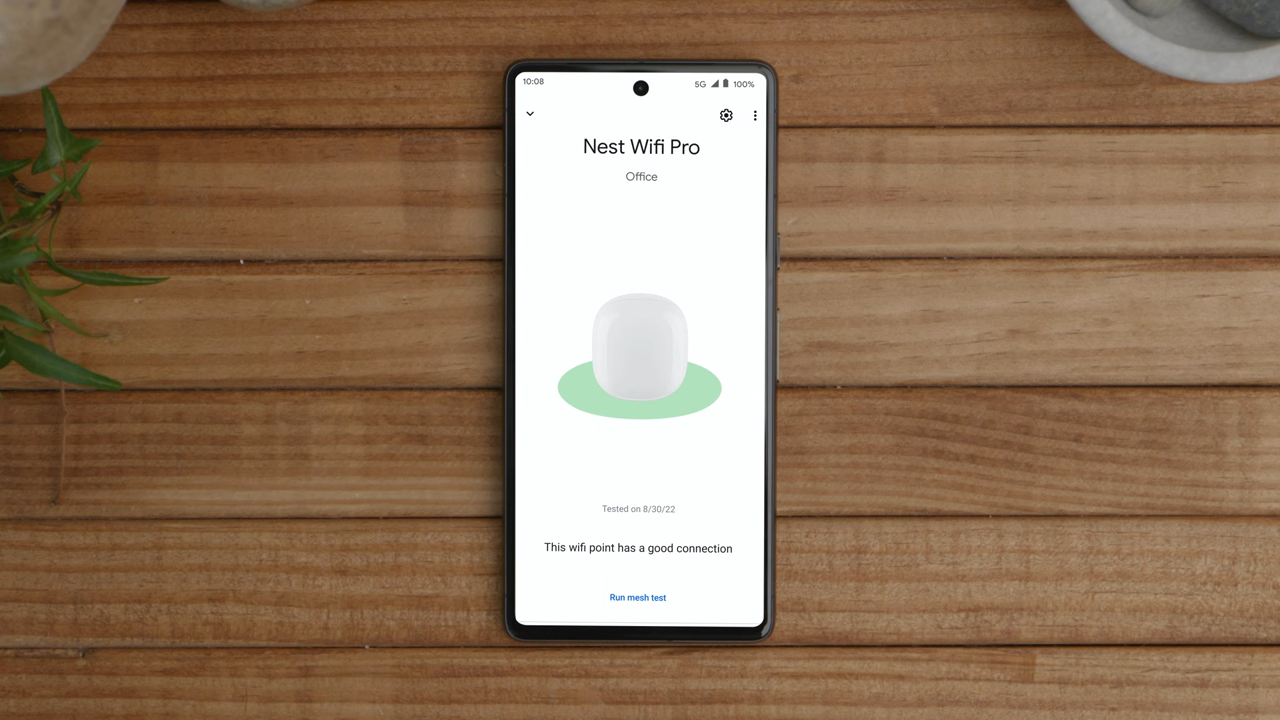 10:08
5G 100%
Nest Wifi Pro
Office
Tested on 8/30/22
This wifi point has a good connection
Run mesh test